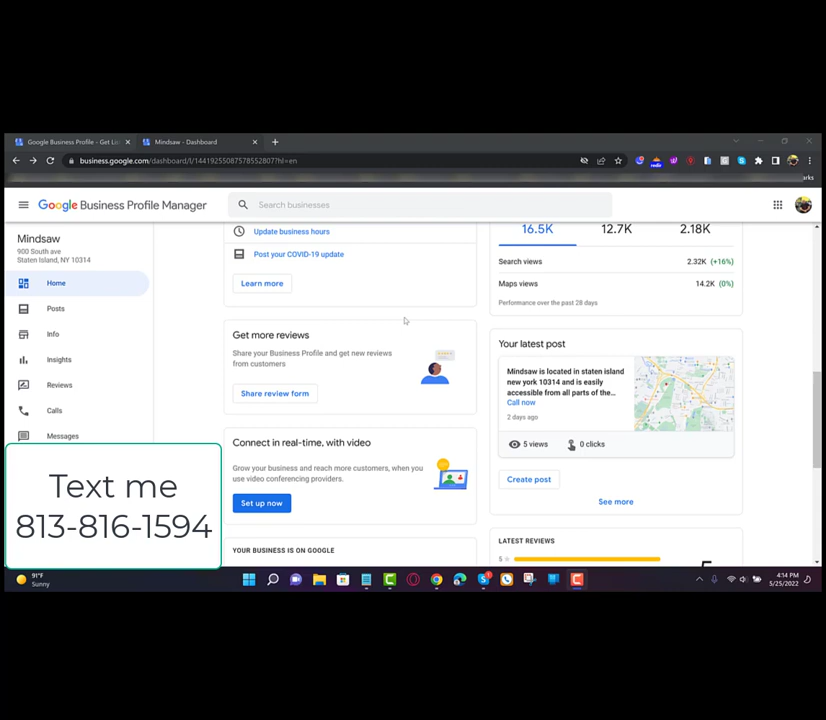 Google Business Profile - Get Li
Mindsaw - Dashboard
business.google.com/dashboard/l/14419255087578552807?hl=en
arks
Google Business Profile Manager
Search businesses
Mindsaw
900 South ave
Staten Island, NY 10314
Home
Posts
Info
Insights
Reviews
Calls
Messages
Text me
813-816-1594
Update business hours
Post your COVID-19 update
Learn more
Get more reviews
Share your Business Profile and get new reviews
from customers
Share review form
Connect in real-time, with video
Grow your business and reach more customers, when you
use video conferencing providers.
Set up now
YOUR BUSINESS IS ON GOOGLE
16.5K 12.7K 2.18K
Search views 2.32K (+16%)
Maps views 14.2K (0%)
Performance over the past 28 days
Your latest post
Mindsaw is located in staten island
new york 10314 and is easily
accessible from all parts of the...
Call now
2 days ago
5 views 0 clicks
Create post
See more
LATEST REVIEWS
5
91°F
Sunny
4:14 PM
5/25/2022